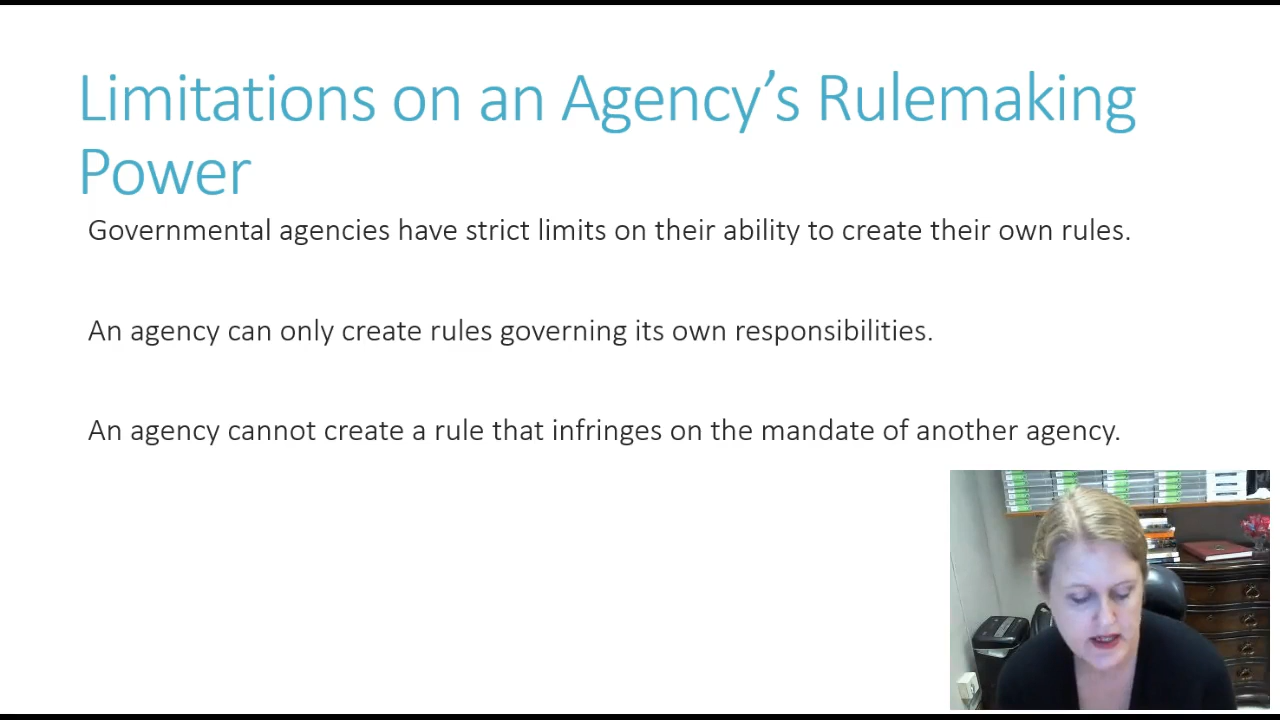 Limitations on an Agency’s Rulemaking
Power
Governmental agencies have strict limits on their ability to create their own rules.
An agency can only create rules governing its own responsibilities.
An agency cannot create a rule that infringes on the mandate of another agency.